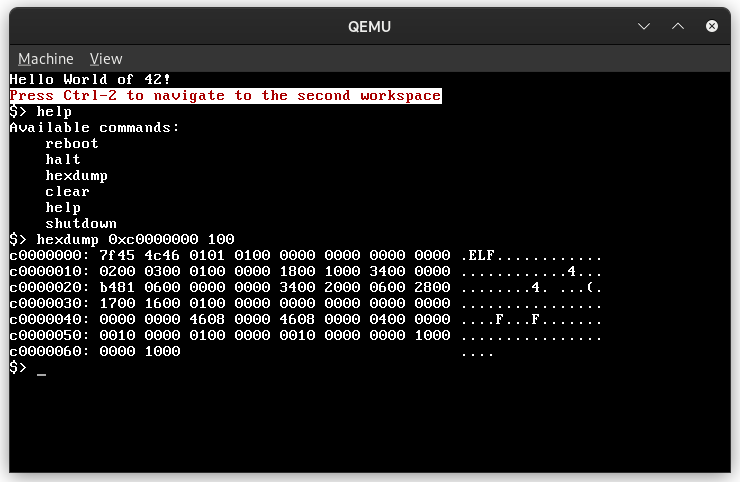 QEMU
Machine View
Hello World of 42!
Press Ctrl-2 to navigate to the second workspace
$> help
Available commands:
    reboot
    halt
    hexdump
    clear
    help
    shutdown
$> hexdump 0xc0000000 100
c0000000: 7f45 4c46 0101 0100 0000 0000 0000 0000 .ELF............
c0000010: 0200 0300 0100 0000 1800 1000 3400 0000 ............4...
c0000020: b481 0600 0000 0000 3400 2000 0600 2800 ........4. ...(.
c0000030: 1700 1600 0100 0000 0000 0000 0000 0000 ................
c0000040: 0000 0000 4608 0000 4608 0000 0400 0000 ....F...F.......
c0000050: 0010 0000 0100 0000 0010 0000 0000 1000 ................
c0000060: 0000 1000                               ....
$> _